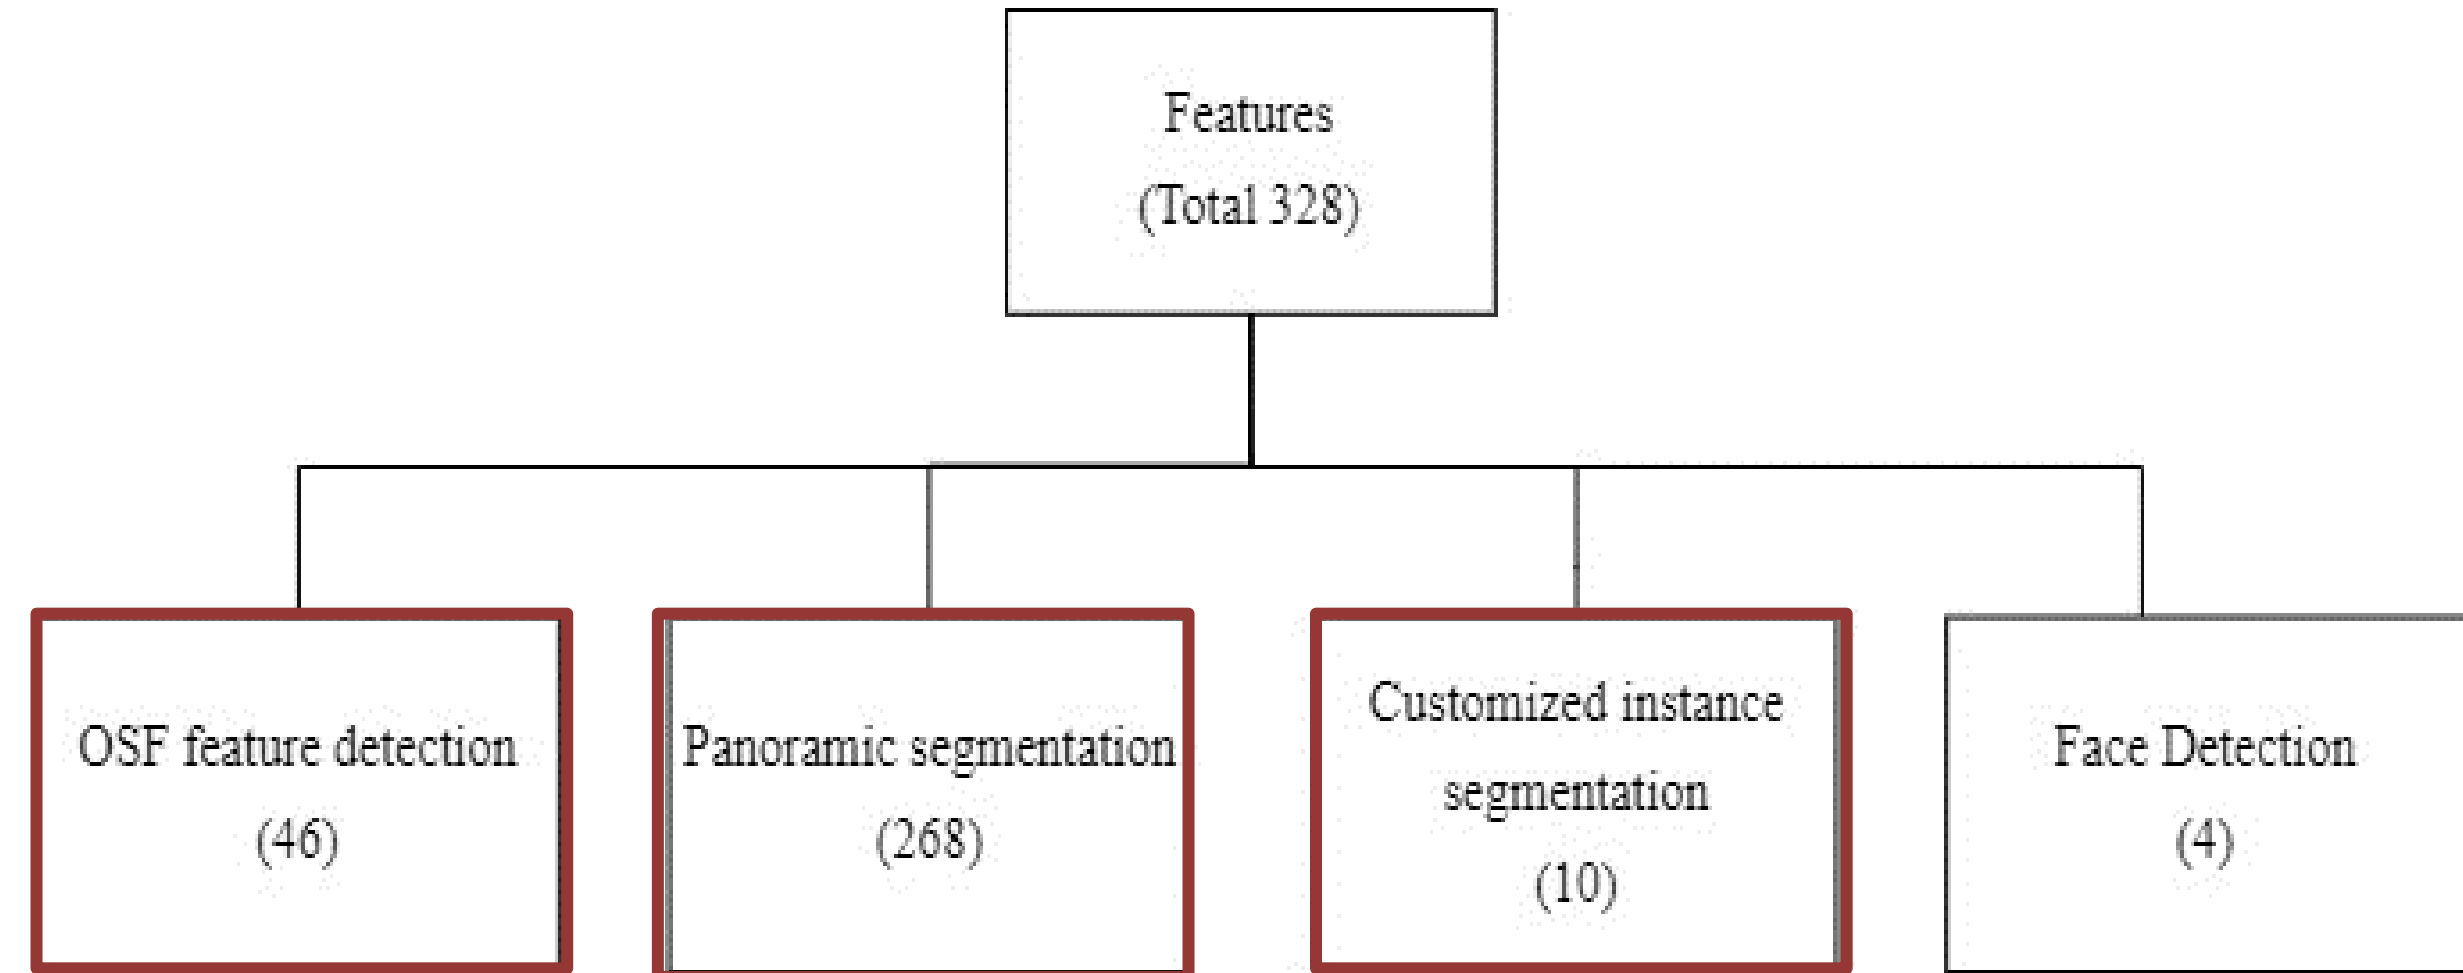 Features
(Total 328)
OSF feature detection
(46)
Panoramic segmentation
(268)
Customized instance
segmentation
(10)
Face Detection
(4)